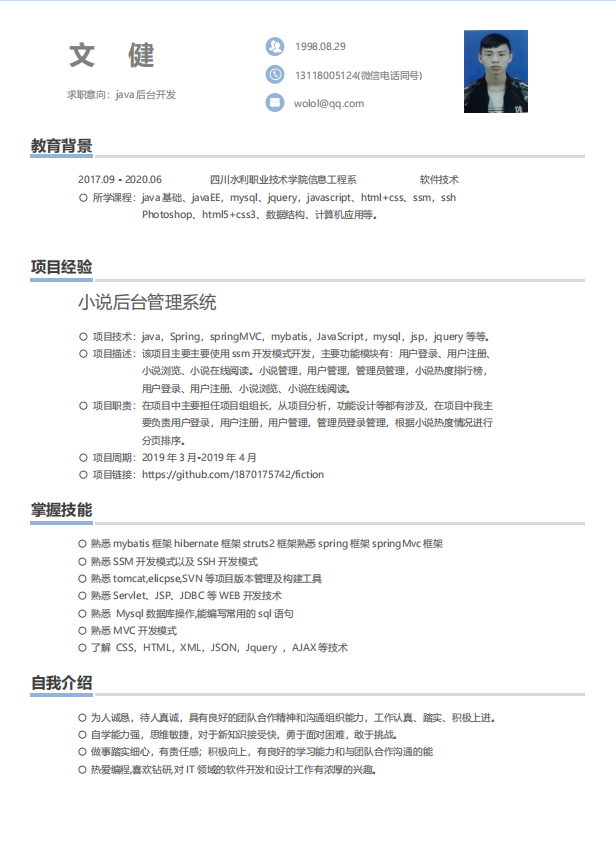 文 健
1998.08.29
求职意向：java 后台开发
13118005124(微信电话同号)
wolol@qq.com
教育背景
2017.09 - 2020.06 四川水利职业技术学院信息工程系 软件技术
所学课程：java 基础、javaEE，mysql、jquery，javascript、html+css、ssm，ssh
Photoshop、html5+css3、数据结构、计算机应用等。
项目经验
小说后台管理系统
项目技术：java，Spring，springMVC，mybatis，JavaScript，mysql，jsp，jquery 等等。
项目描述：该项目主要主要使用 ssm 开发模式开发，主要功能模块有：用户登录、用户注册、
小说浏览、小说在线阅读。小说管理，用户管理，管理员管理，小说热度排行榜，
用户登录、用户注册、小说浏览、小说在线阅读。
项目职责：在项目中主要担任项目组组长，从项目分析，功能设计等都有涉及，在项目中我主
要负责用户登录，用户注册，用户管理，管理员登录管理，根据小说热度情况进行
分页排序。
项目周期：2019 年 3 月-2019 年 4 月
项目链接：https://github.com/1870175742/fiction
掌握技能
熟悉 mybatis 框架 hibernate 框架 struts2 框架熟悉 spring 框架 springMvc 框架
熟悉 SSM 开发模式以及 SSH 开发模式
熟悉 tomcat,elicpse,SVN 等项目版本管理及构建工具
熟悉 Servlet、JSP、JDBC 等 WEB 开发技术
熟悉 Mysql 数据库操作,能编写常用的 sql 语句
熟悉 MVC 开发模式
了解 CSS，HTML，XML，JSON，Jquery ，AJAX 等技术
自我介绍
为人诚恳，待人真诚，具有良好的团队合作精神和沟通组织能力，工作认真、踏实、积极上进。
自学能力强，思维敏捷，对于新知识接受快，勇于面对困难，敢于挑战。
做事踏实细心，有责任感；积极向上，有良好的学习能力和与团队合作沟通的能
热爱编程,喜欢钻研,对 IT 领域的软件开发和设计工作有浓厚的兴趣。